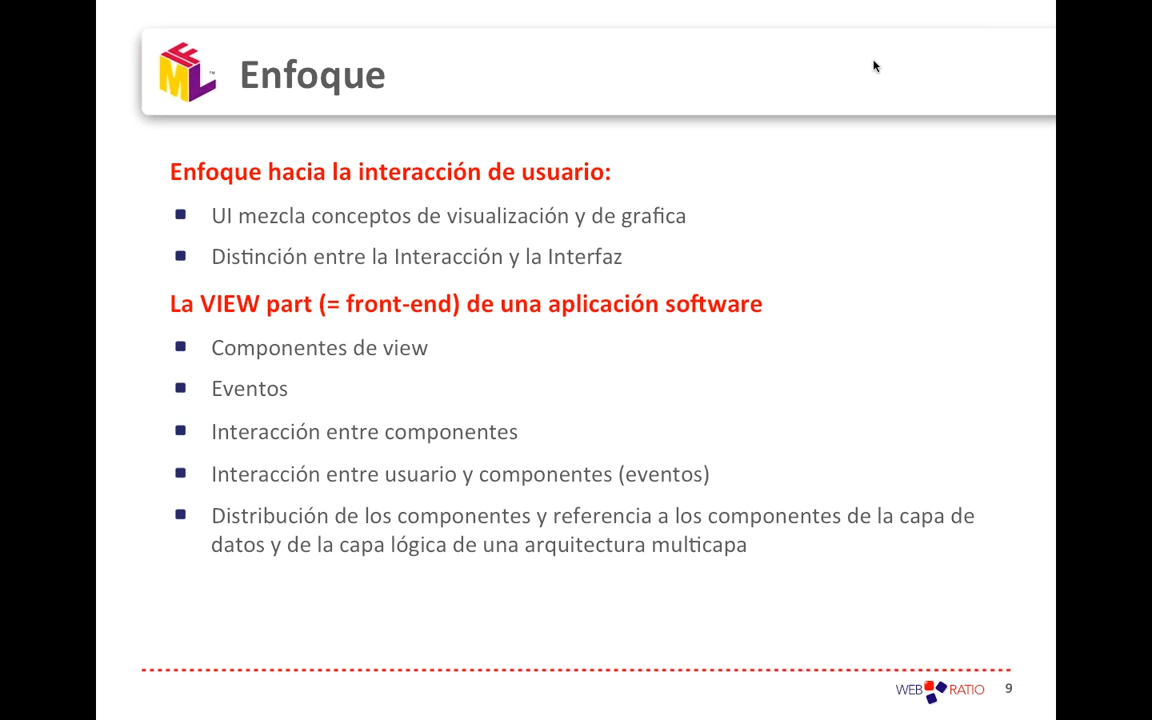 IFML™
Enfoque
Enfoque hacia la interacción de usuario:
UI mezcla conceptos de visualización y de grafica
Distinción entre la Interacción y la Interfaz
La VIEW part (= front-end) de una aplicación software
Componentes de view
Eventos
Interacción entre componentes
Interacción entre usuario y componentes (eventos)
Distribución de los componentes y referencia a los componentes de la capa de
datos y de la capa lógica de una arquitectura multicapa
WEB RATIO 9